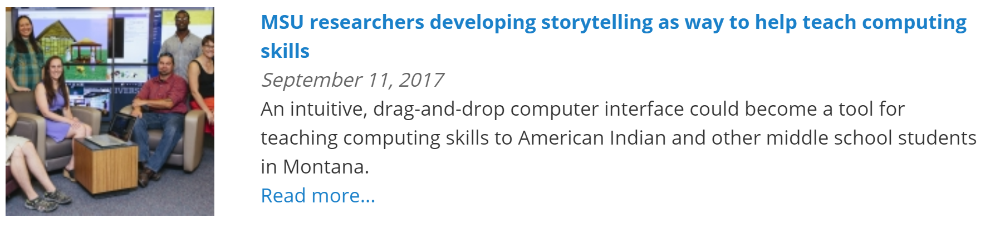 MSU researchers developing storytelling as way to help teach computing
skills
September 11, 2017
An intuitive, drag-and-drop computer interface could become a tool for
teaching computing skills to American Indian and other middle school students
in Montana.
Read more...